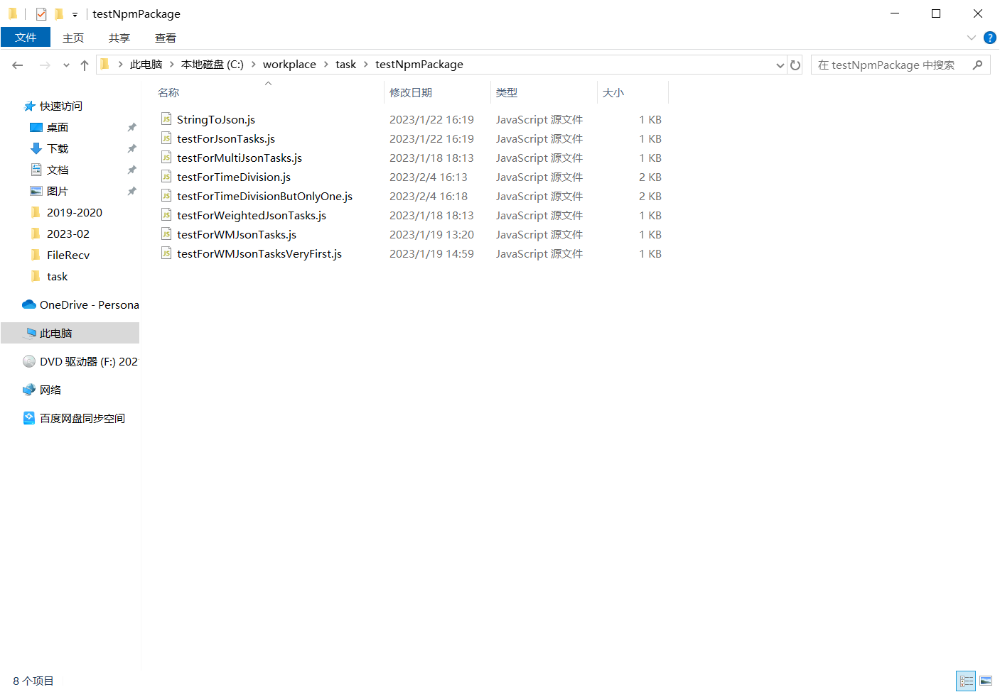 testNpmPackage
文件 主页 共享 查看
此电脑 本地磁盘 (C:) workplace task testNpmPackage 在 testNpmPackage 中搜索
名称 修改日期 类型 大小
快速访问
桌面
下载
文档
图片
2019-2020
2023-02
FileRecv
task
OneDrive - Persona
此电脑
DVD 驱动器 (F:) 202
网络
百度网盘同步空间
StringToJson.js 2023/1/22 16:19 JavaScript 源文件 1 KB
testForJsonTasks.js 2023/1/22 16:19 JavaScript 源文件 1 KB
testForMultiJsonTasks.js 2023/1/18 18:13 JavaScript 源文件 1 KB
testForTimeDivision.js 2023/2/4 16:13 JavaScript 源文件 2 KB
testForTimeDivisionButOnlyOne.js 2023/2/4 16:18 JavaScript 源文件 2 KB
testForWeightedJsonTasks.js 2023/1/18 18:13 JavaScript 源文件 1 KB
testForWMJsonTasks.js 2023/1/19 13:20 JavaScript 源文件 1 KB
testForWMJsonTasksVeryFirst.js 2023/1/19 14:59 JavaScript 源文件 1 KB
8 个项目